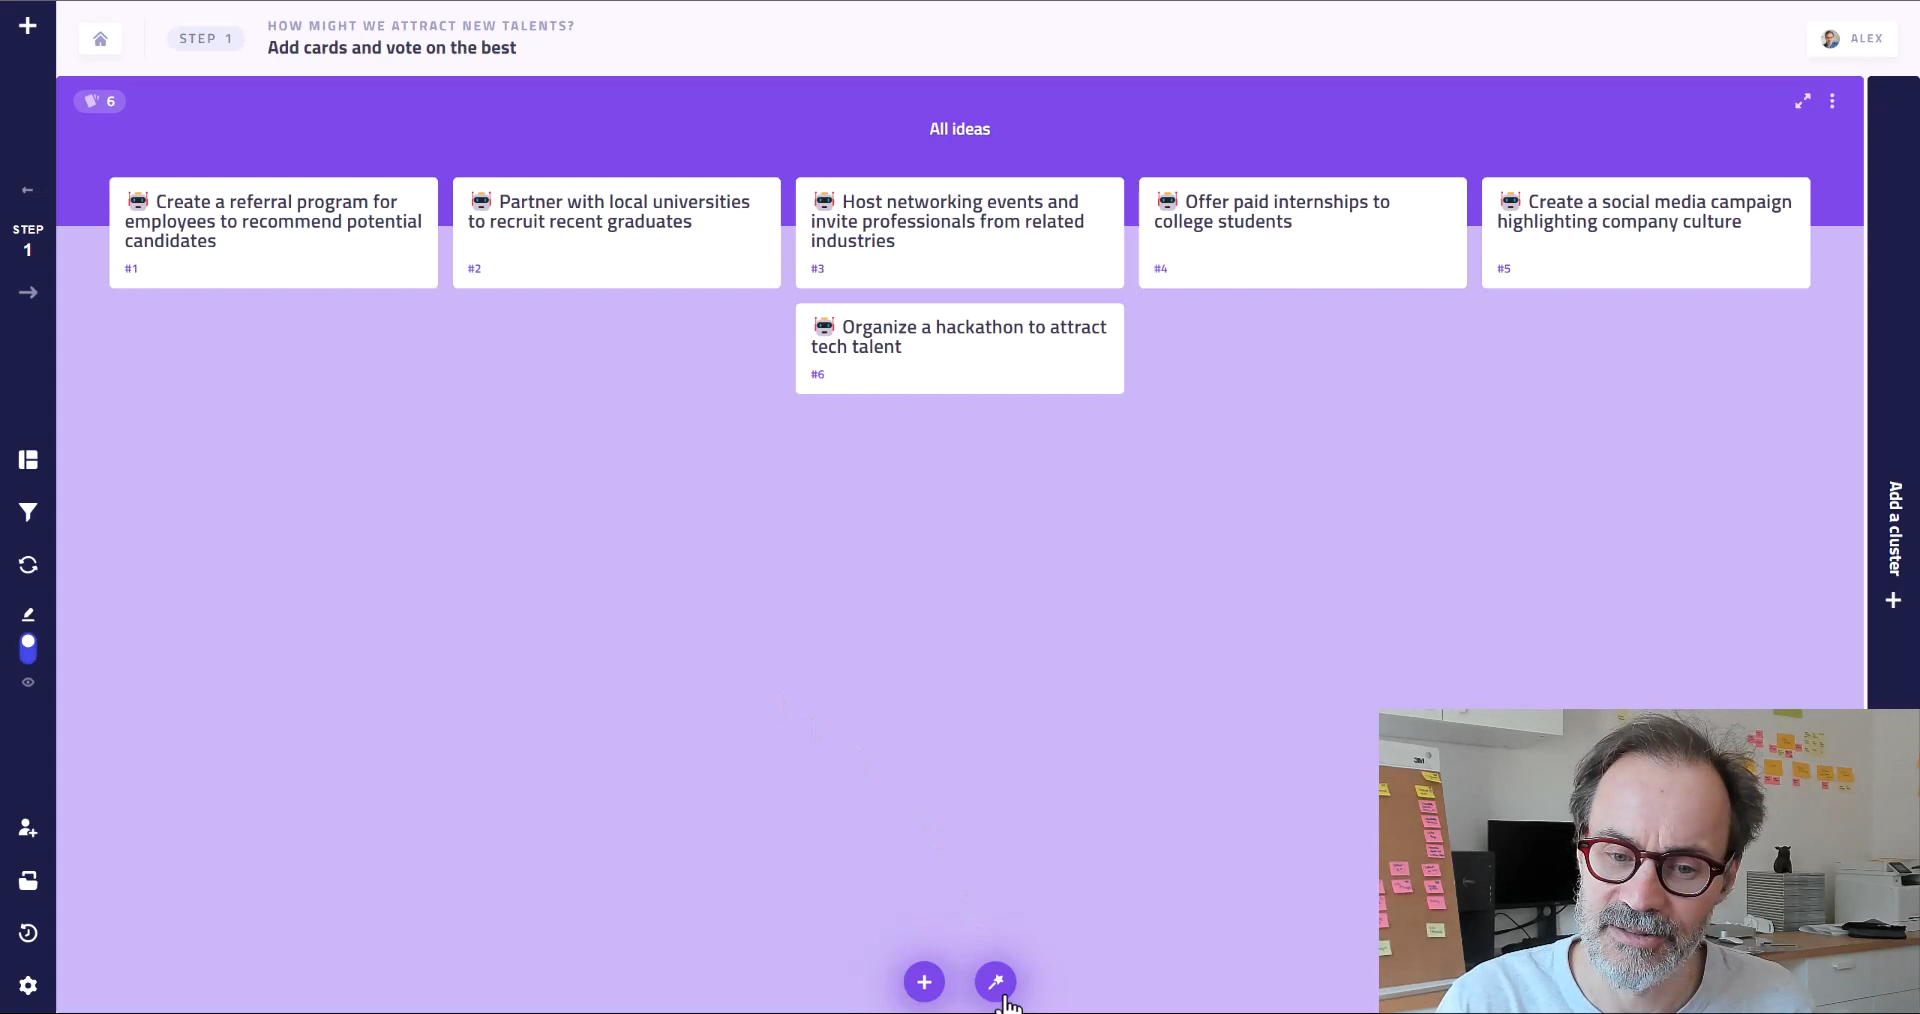 HOW MIGHT WE ATTRACT NEW TALENTS?
STEP 1
Add cards and vote on the best
ALEX
6
All ideas
Create a referral program for
employees to recommend potential
candidates
#1
Partner with local universities
to recruit recent graduates
#2
Host networking events and
invite professionals from related
industries
#3
Offer paid internships to
college students
#4
Create a social media campaign
highlighting company culture
#5
Organize a hackathon to attract
tech talent
#6
STEP
1
Add a cluster
3M